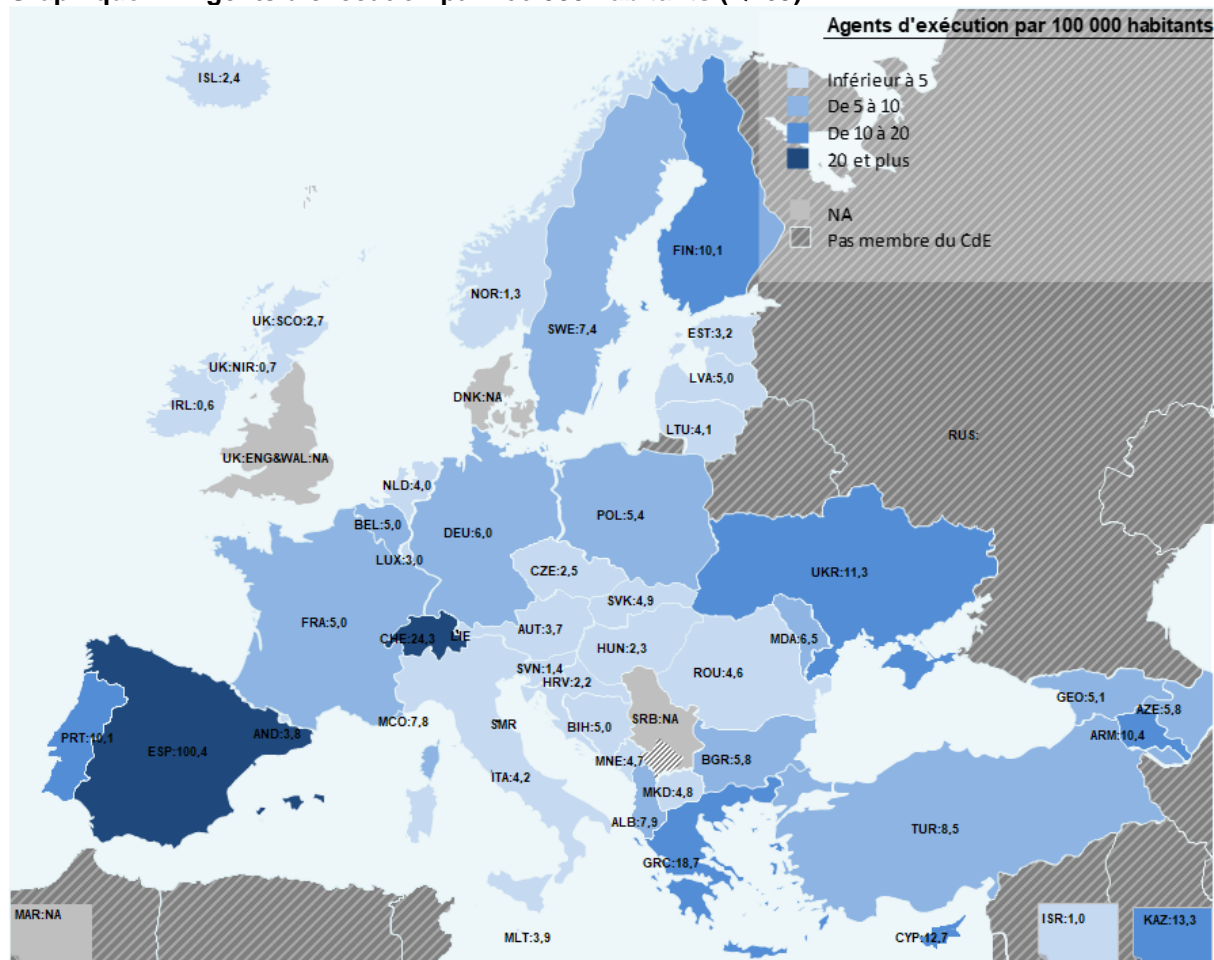 Agents d'exécution par 100 000 habitants
Inférieur à 5
De 5 à 10
De 10 à 20
20 et plus
NA
Pas membre du CdE
ISL:2,4
FIN:10,1
NOR:1,3
UK:SCO:2,7
SWE:7,4
EST:3,2
UK:NIR:0,7
LVA:5,0
IRL:0,6
DNK:NA
LTU:4,1
RUS:
UK:ENG&WAL:NA
NLD:4,0
BEL:5,0
DEU:6,0
POL:5,4
LUX:3,0
CZE:2,5
UKR:11,3
SVK:4,9
FRA:5,0
AUT:3,7
CHE:24,3
LIE
MDA:6,5
HUN:2,3
SVN:1,4
ROU:4,6
HRV:2,2
GEO:5,1
AZE:5,8
MCO:7,8
SMR
SRB:NA
BIH:5,0
PRT:10,1
ESP:100,4
AND:3,8
ARM:10,4
MNE:4,7
BGR:5,8
ITA:4,2
MKD:4,8
ALB:7,9
TUR:8,5
GRC:18,7
MAR:NA
ISR:1,0
KAZ:13,3
MLT:3,9
CYP:12,7